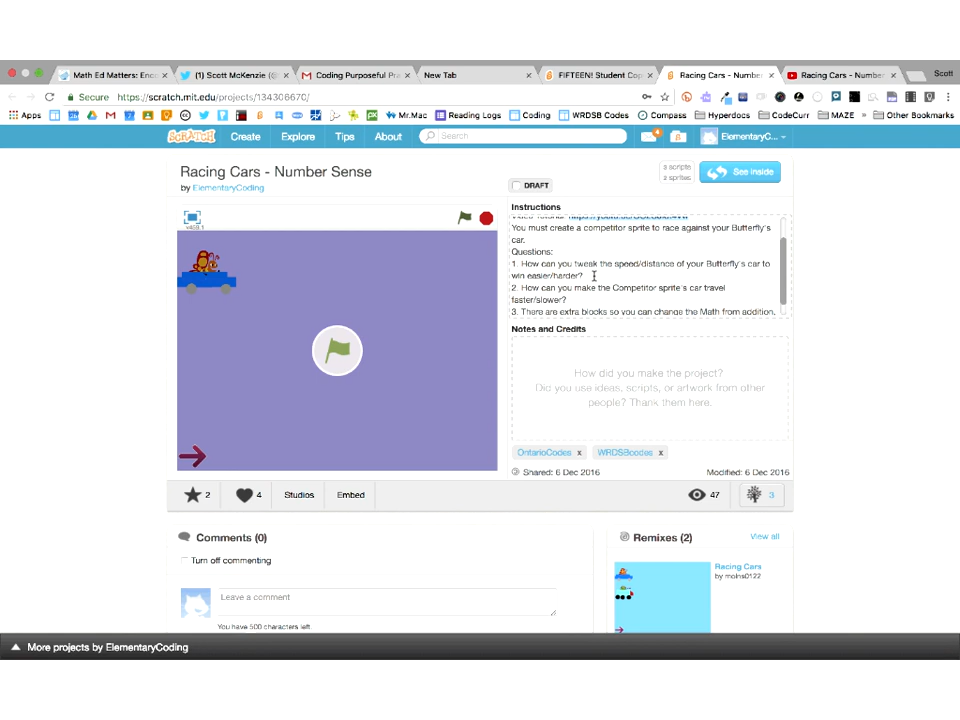 Math Ed Matters: Enc
(1) Scott McKenzie (@
Coding Purposeful Pra
New Tab
FIFTEEN! Student Cop
Racing Cars - Number
Racing Cars - Number
Scott
Secure
https://scratch.mit.edu/projects/134306670/
Apps
Mr.Mac
Reading Logs
Coding
WRDSB Codes
Compass
Hyperdocs
CodeCurr
MAZE
»
Other Bookmarks
SCRATCH
Create
Explore
Tips
About
Search
ElementaryC...
Racing Cars - Number Sense
by ElementaryCoding
DRAFT
3 scripts
2 sprites
See inside
v459.1
Instructions
You must create a competitor sprite to race against your Butterfly's
car.
Questions:
1. How can you tweak the speed/distance of your Butterfly's car to
win easier/harder?
2. How can you make the Competitor sprite's car travel
faster/slower?
3. There are extra blocks so you can change the Math from addition.
Notes and Credits
How did you make the project?
Did you use ideas, scripts, or artwork from other
people? Thank them here.
OntarioCodes x
WRDSBcodes x
Shared: 6 Dec 2016
Modified: 6 Dec 2016
2
4
Studios
Embed
47
3
Comments (0)
Turn off commenting
Leave a comment
You have 500 characters left.
Remixes (2)
View all
Racing Cars
by molns0122
More projects by ElementaryCoding